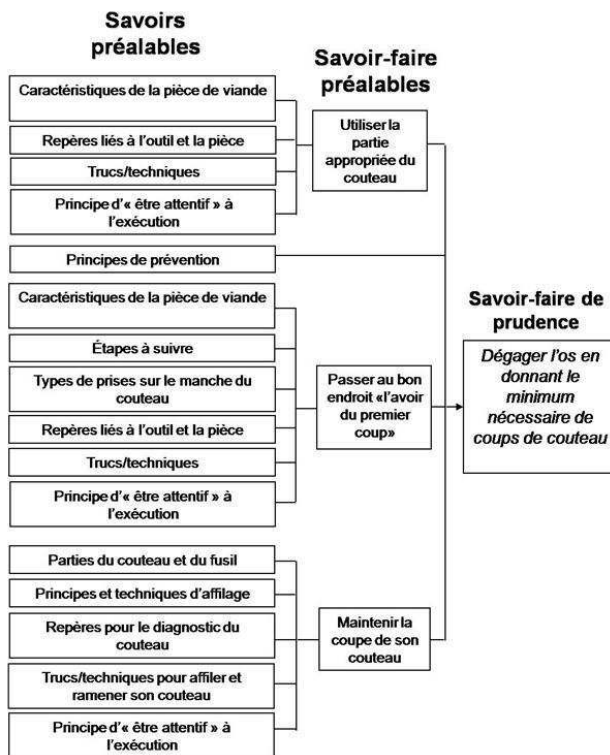 Savoirs
préalables
Caractéristiques de la pièce de viande
Repères liés à l'outil et la pièce
Trucs/techniques
Principe d'« être attentif » à
l'exécution
Principes de prévention
Caractéristiques de la pièce de viande
Étapes à suivre
Types de prises sur le manche du
couteau
Repères liés à l'outil et la pièce
Trucs/techniques
Principe d'« être attentif » à
l'exécution
Parties du couteau et du fusil
Principes et techniques d'affilage
Repères pour le diagnostic du
couteau
Trucs/techniques pour affiler et
ramener son couteau
Principe d'« être attentif » à
l'exécution
Savoir-faire
préalables
Utiliser la
partie
appropriée du
couteau
Passer au bon
endroit «l'avoir
du premier
coup»
Maintenir la
coupe de son
couteau
Savoir-faire de
prudence
Dégager l'os en
donnant le
minimum
nécessaire de
coups de couteau